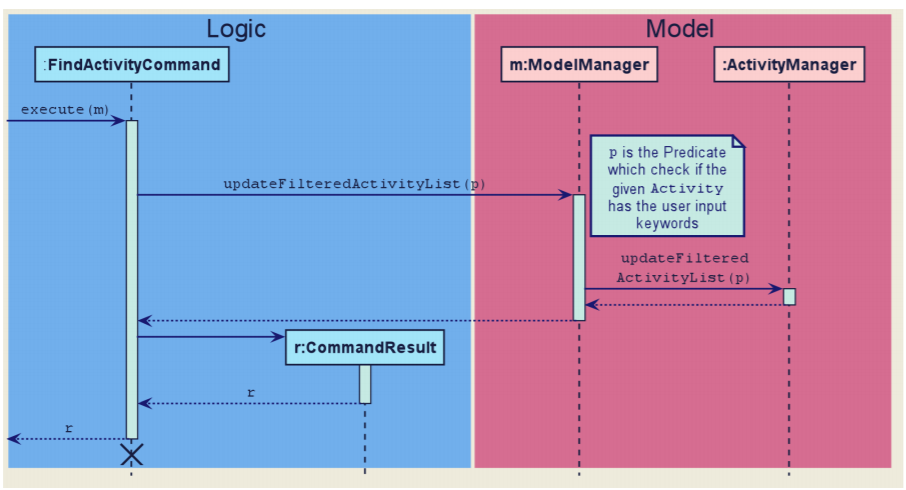 Logic
Model
:FindActivityCommand
m:ModelManager
:ActivityManager
execute(m)
p is the Predicate
which check if the
given Activity
has the user input
keywords
updateFilteredActivityList(p)
updateFiltered
ActivityList(p)
r:CommandResult
r
r